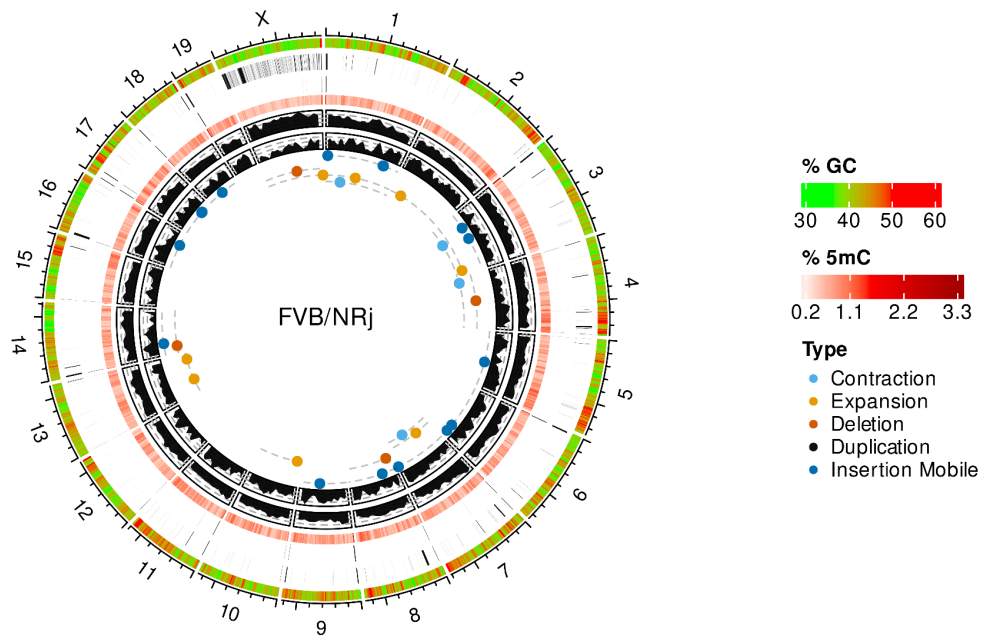 X
1
2
3
4
5
6
7
8
9
10
11
12
13
14
15
16
17
18
19
FVB/NRj
% GC
30 40 50 60
% 5mC
0.2 1.1 2.2 3.3
Type
Contraction
Expansion
Deletion
Duplication
Insertion Mobile